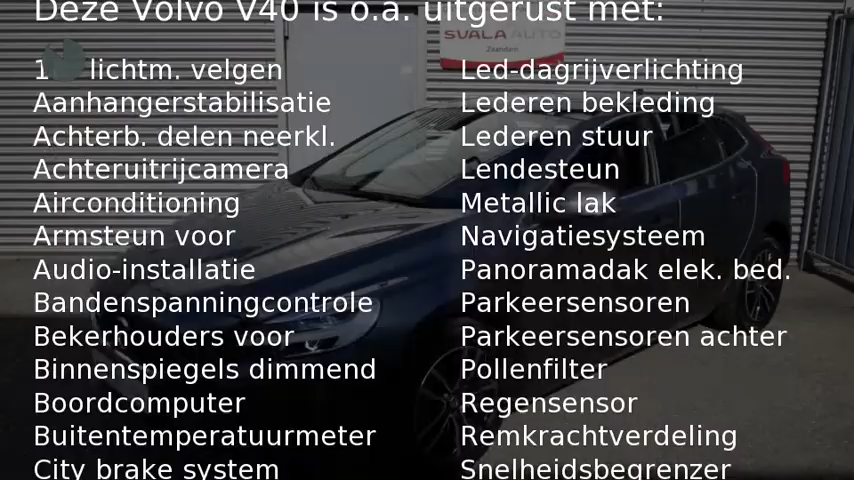 Deze Volvo V40 is o.a. uitgerust met:
SVALA AUTO
Zaandam
lichtm. velgen
Aanhangerstabilisatie
Achterb. delen neerkl.
Achteruitrijcamera
Airconditioning
Armsteun voor
Audio-installatie
Bandenspanningcontrole
Bekerhouders voor
Binnenspiegels dimmend
Boordcomputer
Buitentemperatuurmeter
City brake system
Led-dagrijverlichting
Lederen bekleding
Lederen stuur
Lendesteun
Metallic lak
Navigatiesysteem
Panoramadak elek. bed.
Parkeersensoren
Parkeersensoren achter
Pollenfilter
Regensensor
Remkrachtverdeling
Snelheidsbegrenzer